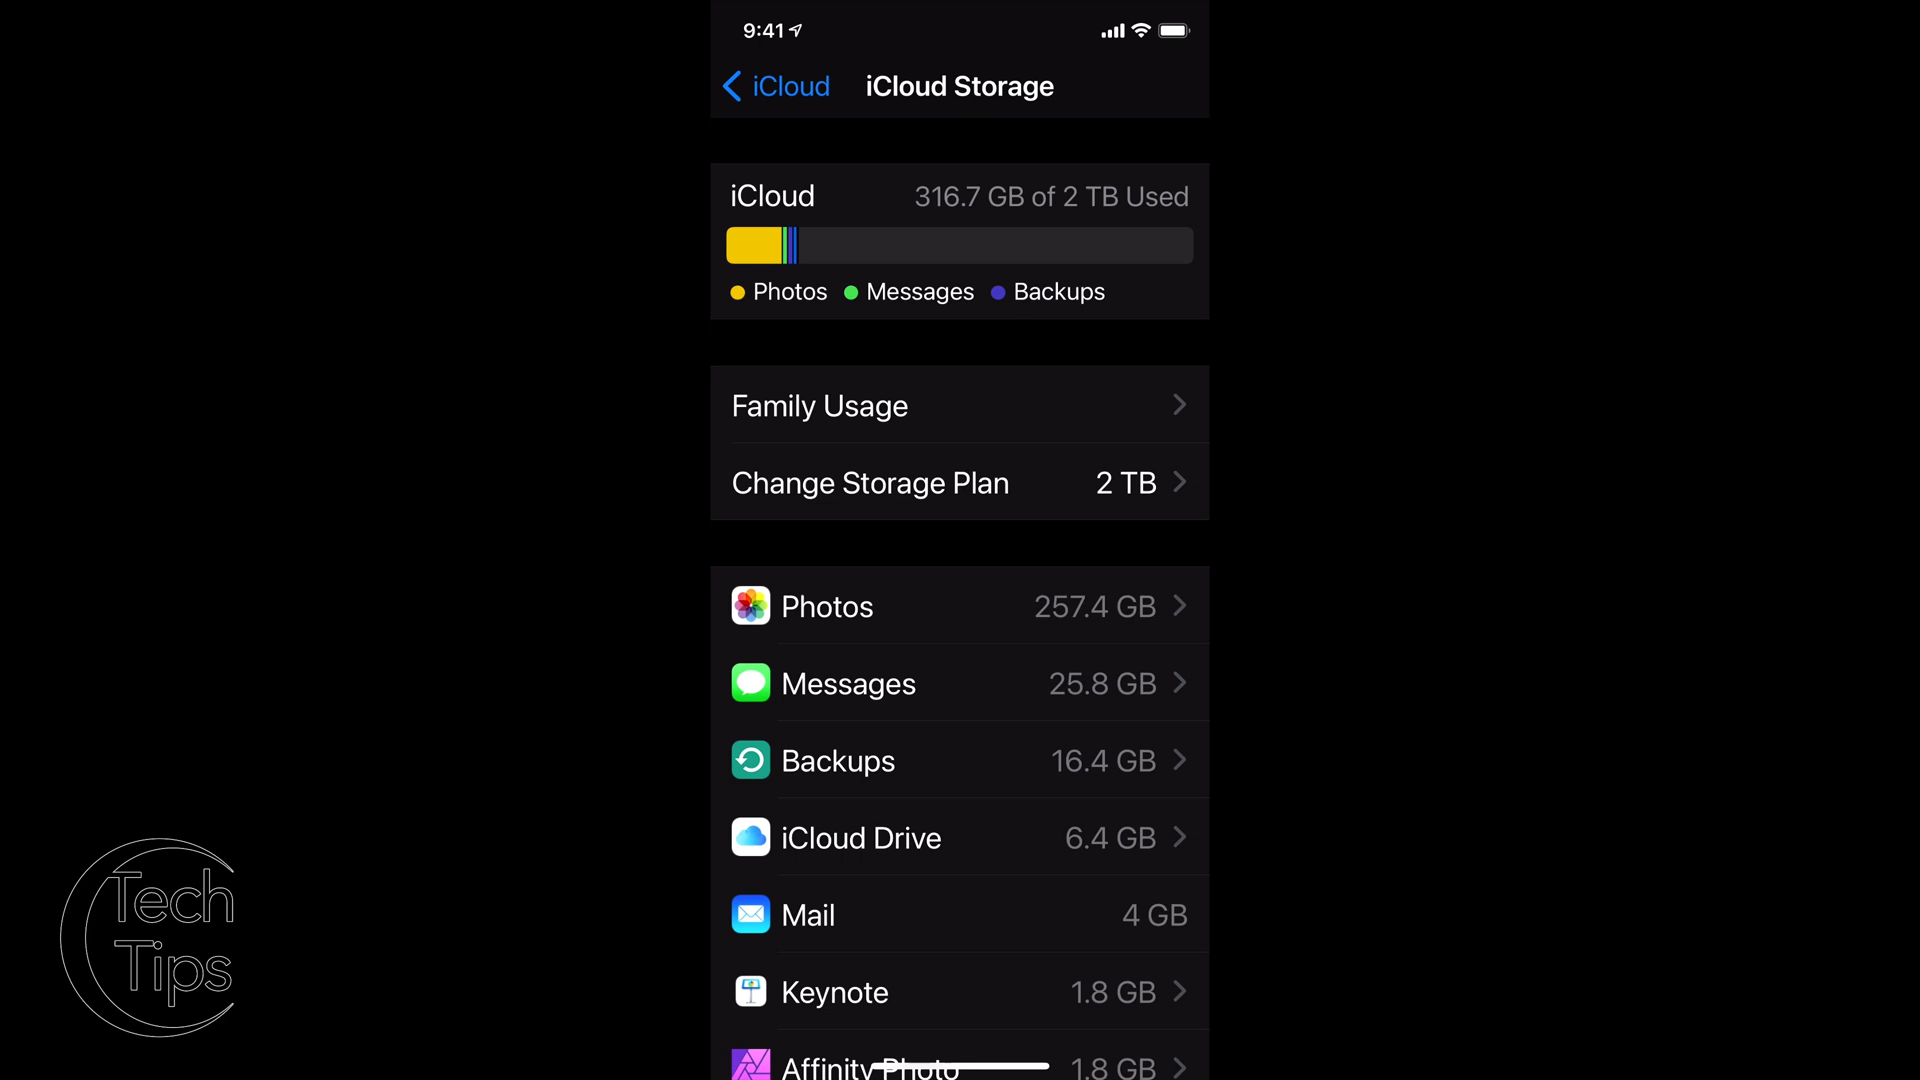 9:41
iCloud
iCloud Storage
iCloud 316.7 GB of 2 TB Used
Photos Messages Backups
Family Usage
Change Storage Plan 2 TB
Photos 257.4 GB
Messages 25.8 GB
Backups 16.4 GB
iCloud Drive 6.4 GB
Mail 4 GB
Keynote 1.8 GB
Affinity Photo 1.8 GB
Tech
Tips